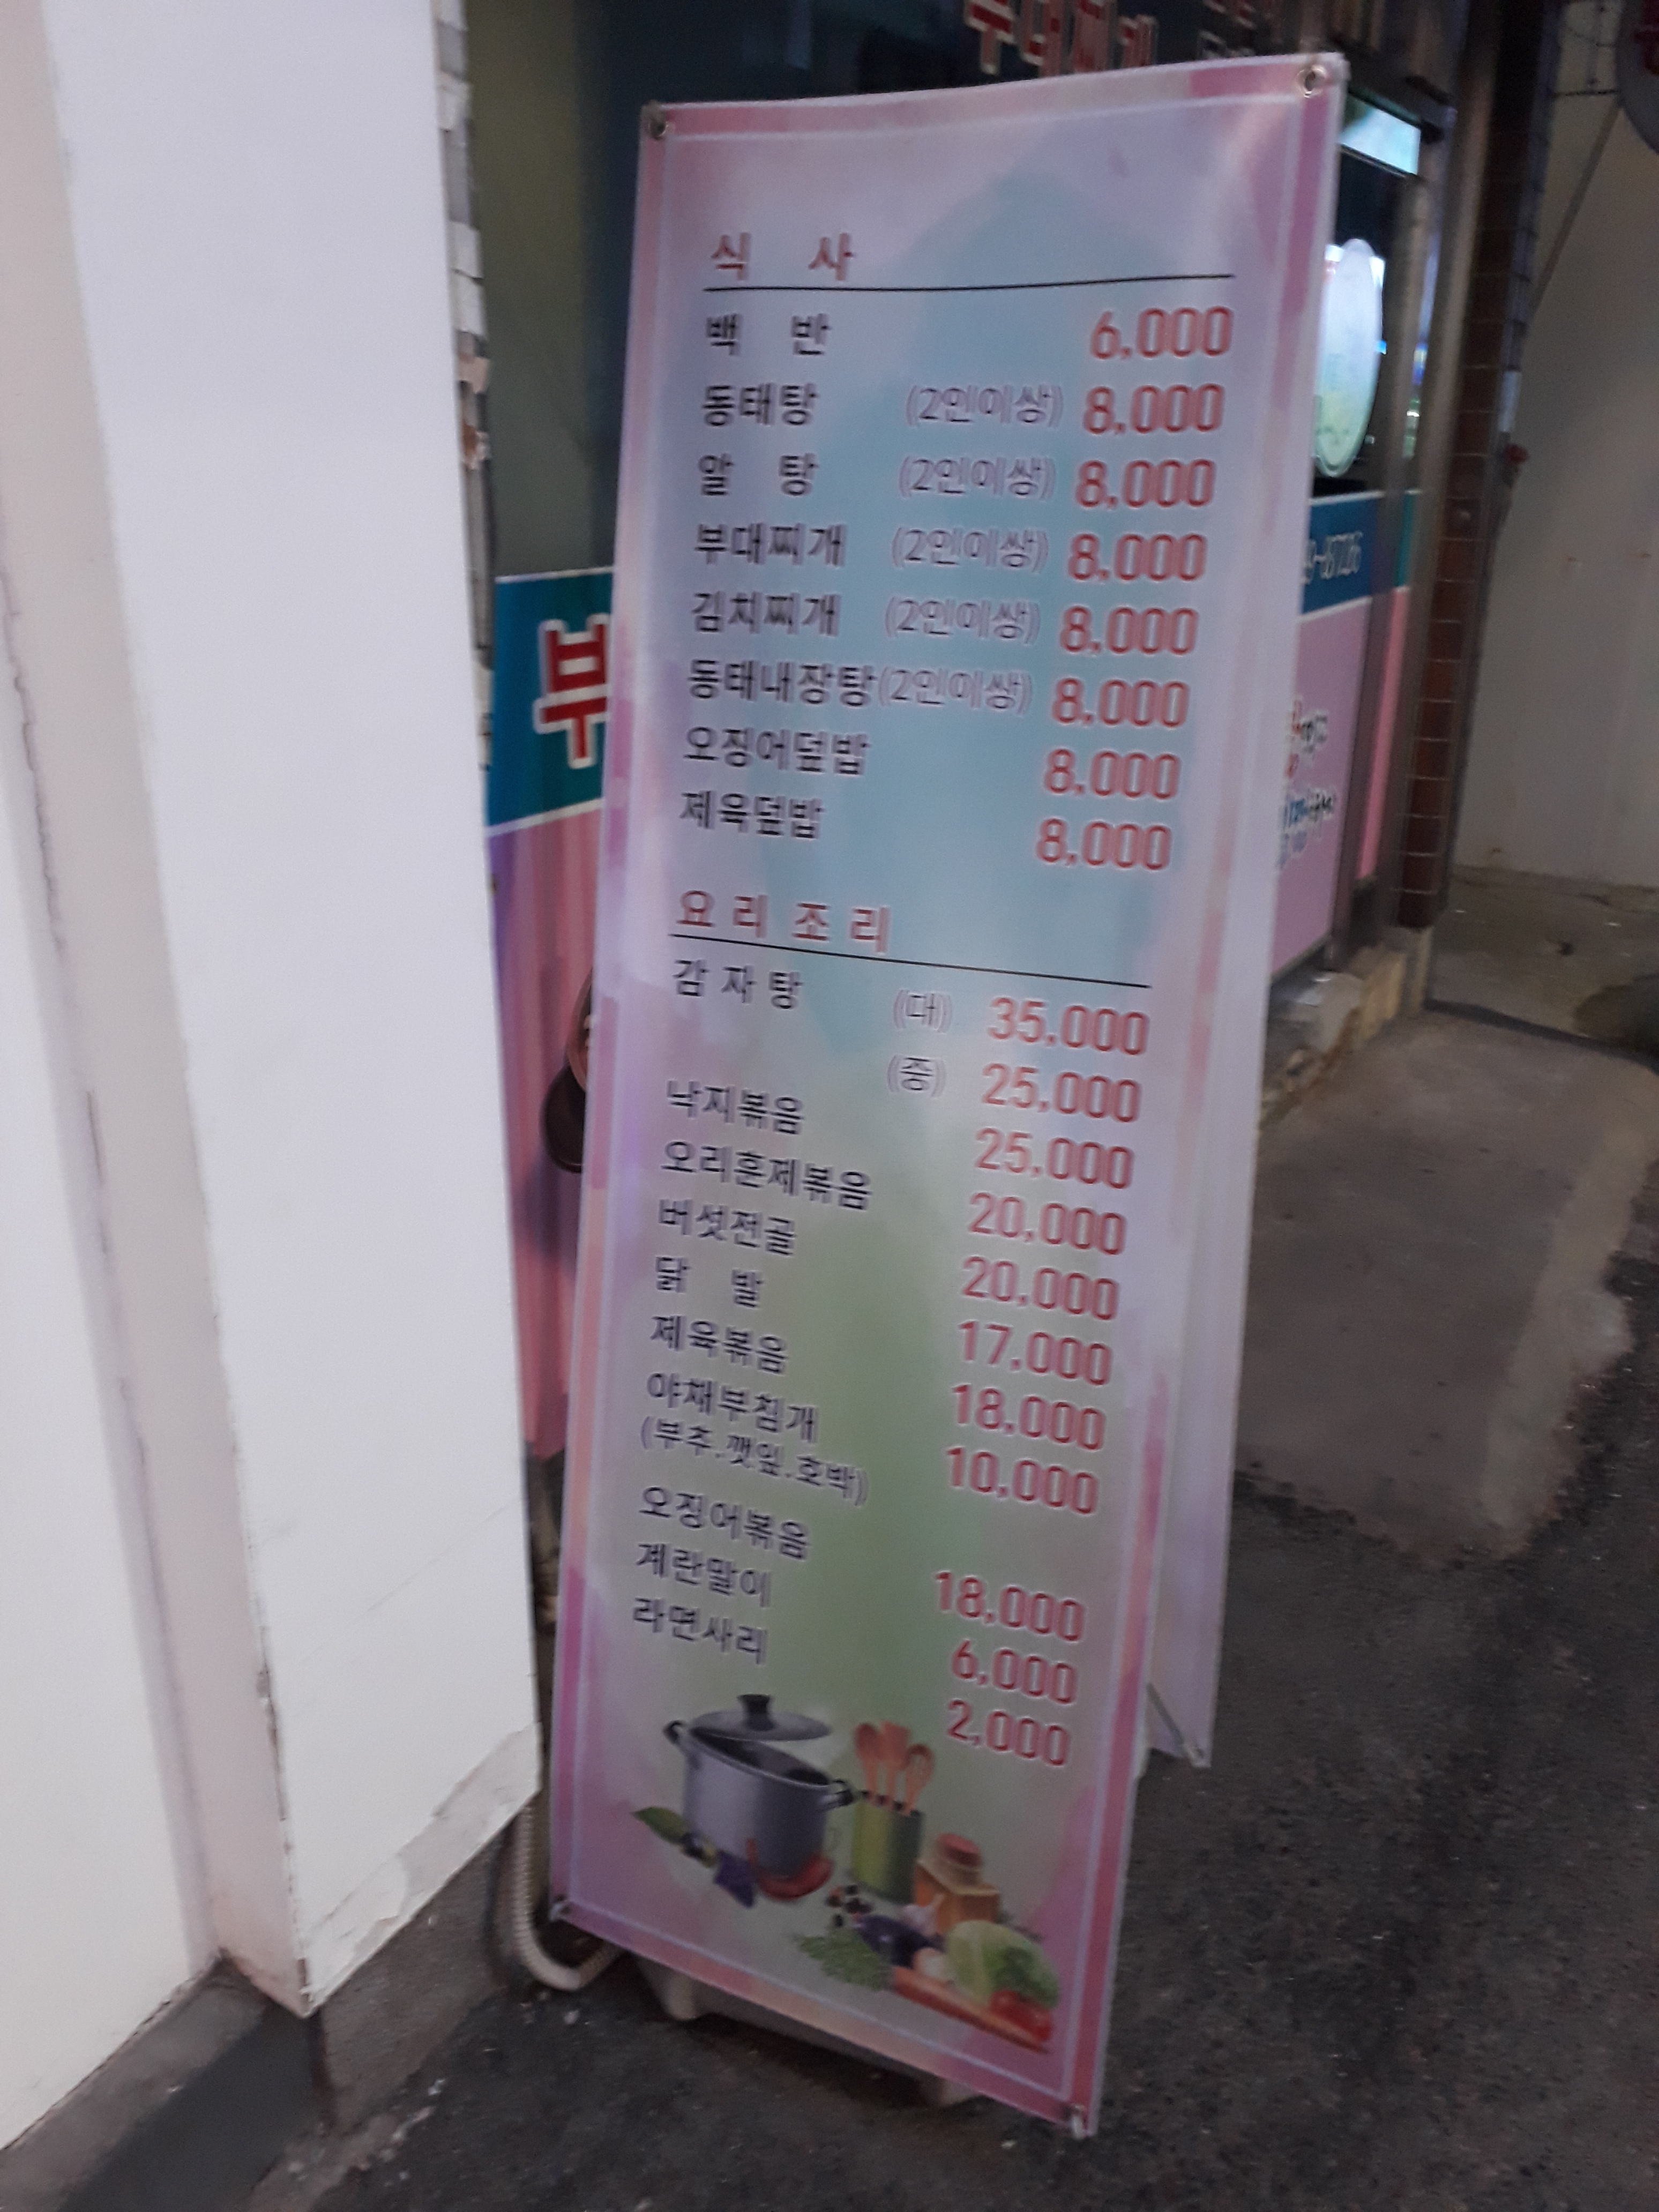 부대찌개
식 사
백 반 6,000
동태탕 (2인이상) 8,000
알 탕 (2인이상) 8,000
부대찌개 (2인이상) 8,000
김치찌개 (2인이상) 8,000
동태내장탕(2인이상) 8,000
오징어덮밥 8,000
제육덮밥 8,000
부
요 리 조 리
감 자 탕 (대) 35,000
(중) 25,000
낙지볶음 25,000
오리훈제볶음 20,000
버섯전골 20,000
닭 발 17,000
제육볶음 18,000
야채부침개 10,000
(부추.깻잎.호박)
오징어볶음 18,000
계란말이 6,000
라면사리 2,000